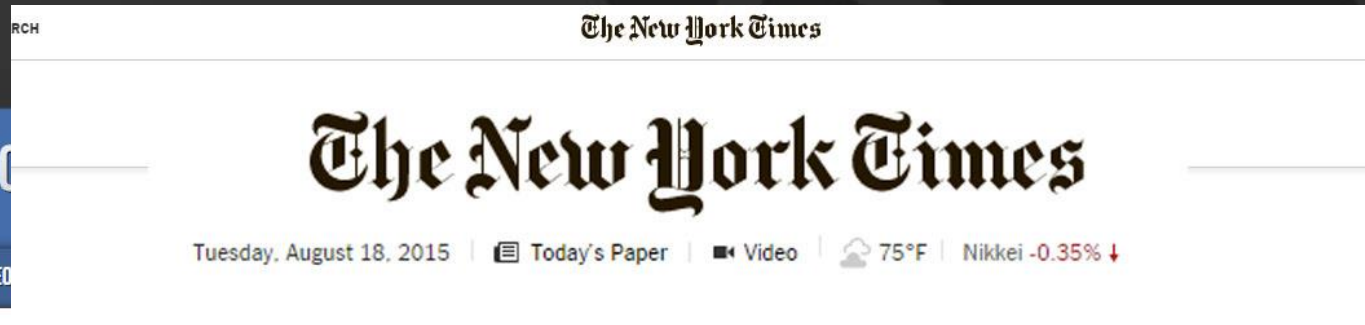 RCH
The New York Times
The New York Times
Tuesday, August 18, 2015 Today's Paper Video 75°F Nikkei -0.35%